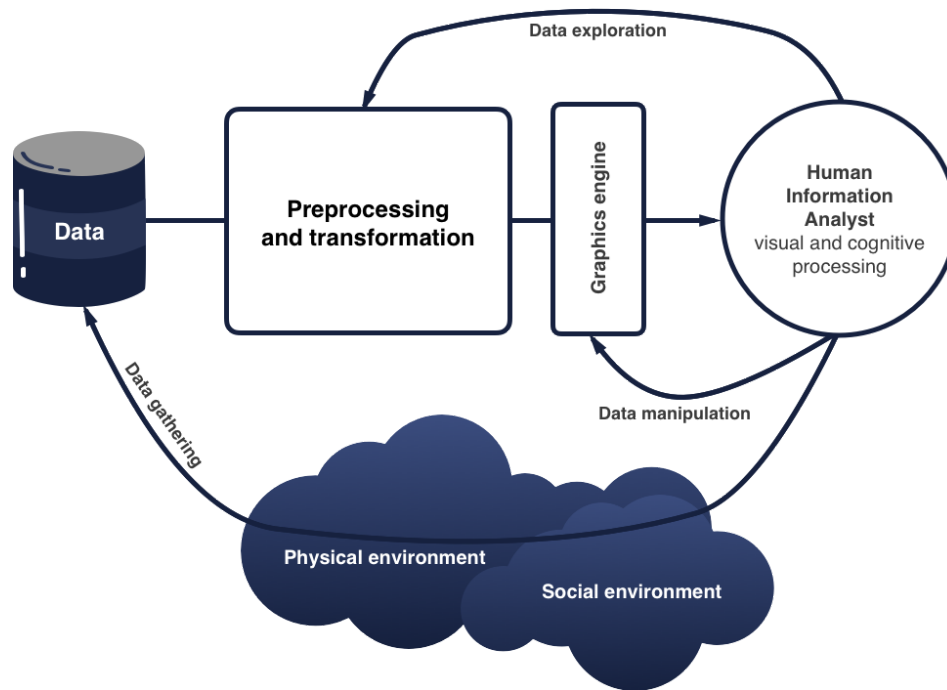 Data exploration
Data
Preprocessing
and transformation
Graphics engine
Human
Information
Analyst
visual and cognitive
processing
Data gathering
Data manipulation
Physical environment
Social environment